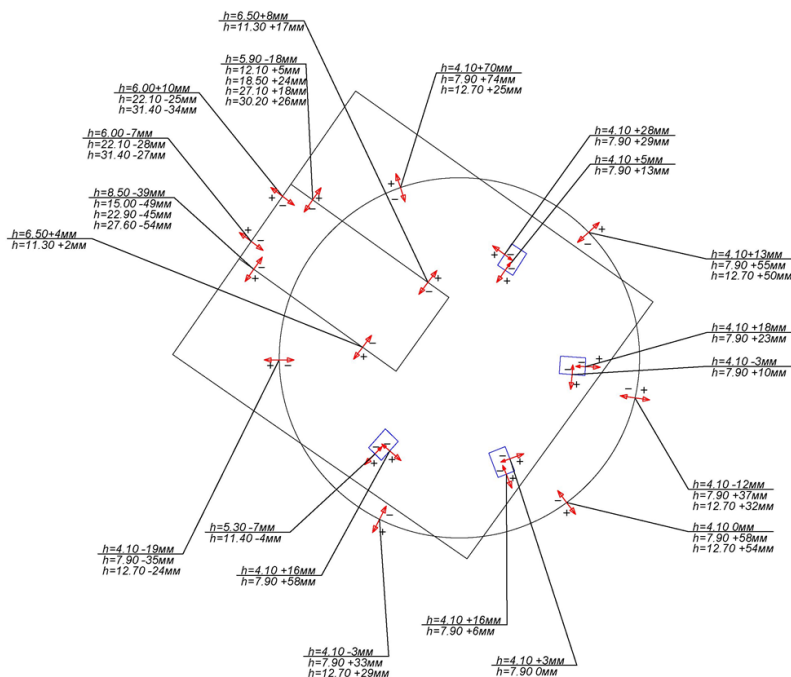 h=6.50+8мм
h=11.30 +17мм
h=5.90 -18мм
h=12.10 +5мм
h=18.50 +24мм
h=27.10 +18мм
h=30.20 +26мм
h=4.10+70мм
h=7.90 +74мм
h=12.70 +25мм
h=6.00+10мм
h=22.10 -25мм
h=31.40 -34мм
h=6.00 -7мм
h=22.10 -28мм
h=31.40 -27мм
h=8.50 -39мм
h=15.00 -49мм
h=22.90 -45мм
h=27.60 -54мм
h=6.50+4мм
h=11.30 +2мм
h=4.10 +28мм
h=7.90 +29мм
h=4.10 +5мм
h=7.90 +13мм
h=4.10+13мм
h=7.90 +55мм
h=12.70 +50мм
h=4.10 +18мм
h=7.90 +23мм
h=4.10 -3мм
h=7.90 +10мм
h=4.10 -12мм
h=7.90 +37мм
h=12.70 +32мм
h=4.10 0мм
h=7.90 +58мм
h=12.70 +54мм
h=5.30 -7мм
h=11.40 -4мм
h=4.10 -19мм
h=7.90 -35мм
h=12.70 -24мм
h=4.10 +16мм
h=7.90 +58мм
h=4.10 +16мм
h=7.90 +6мм
h=4.10 -3мм
h=7.90 +33мм
h=12.70 +29мм
h=4.10 +3мм
h=7.90 0мм